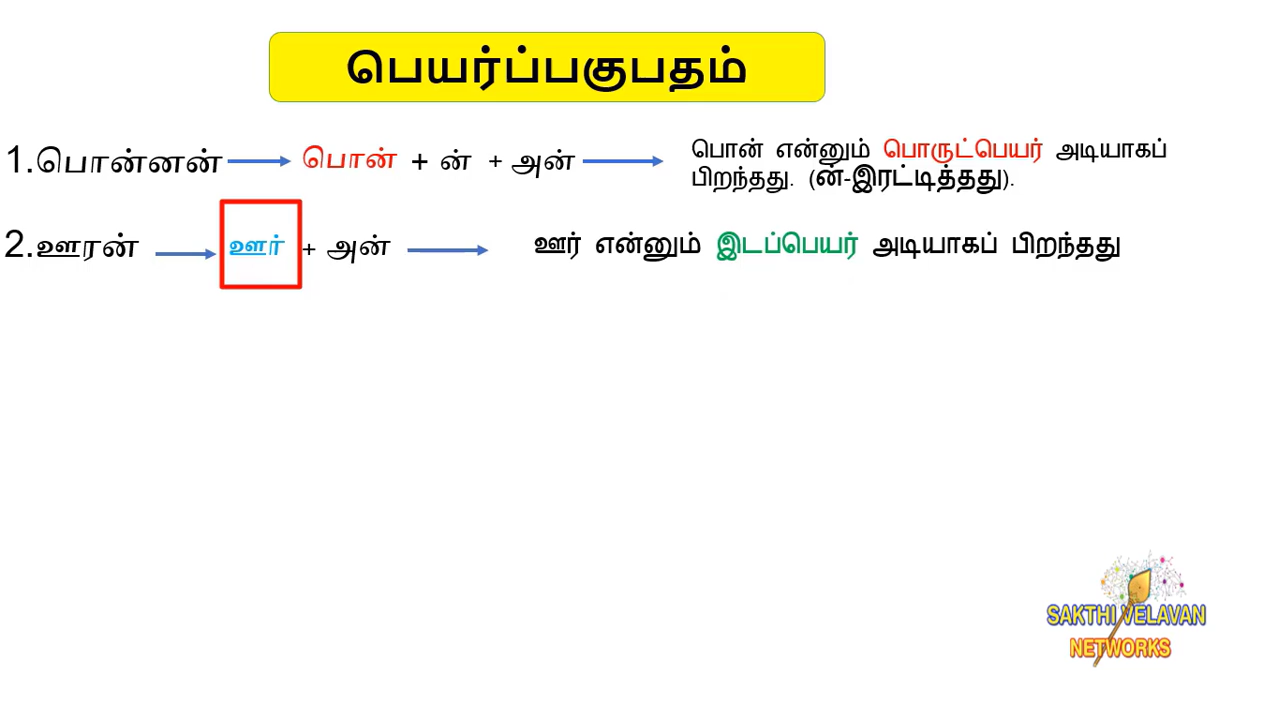 பெயர்ப்பகுபதம்
1.பொன்னன் பொன் + ன் + அன் பொன் என்னும் பொருட்பெயர் அடியாகப்
பிறந்தது. (ன்-இரட்டித்தது).
2.ஊரன் ஊர் + அன் ஊர் என்னும் இடப்பெயர் அடியாகப் பிறந்தது
SAKTHI VELAVAN
NETWORKS